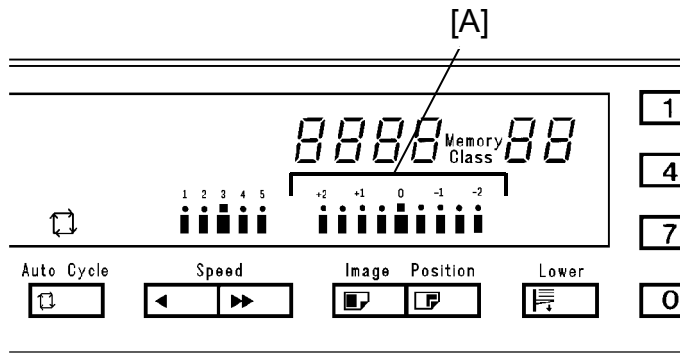 [A]
1
8888 Memory Class 88
4
1 2 3 4 5 +2 +1 0 -1 -2
7
Auto Cycle Speed Image Position Lower
0